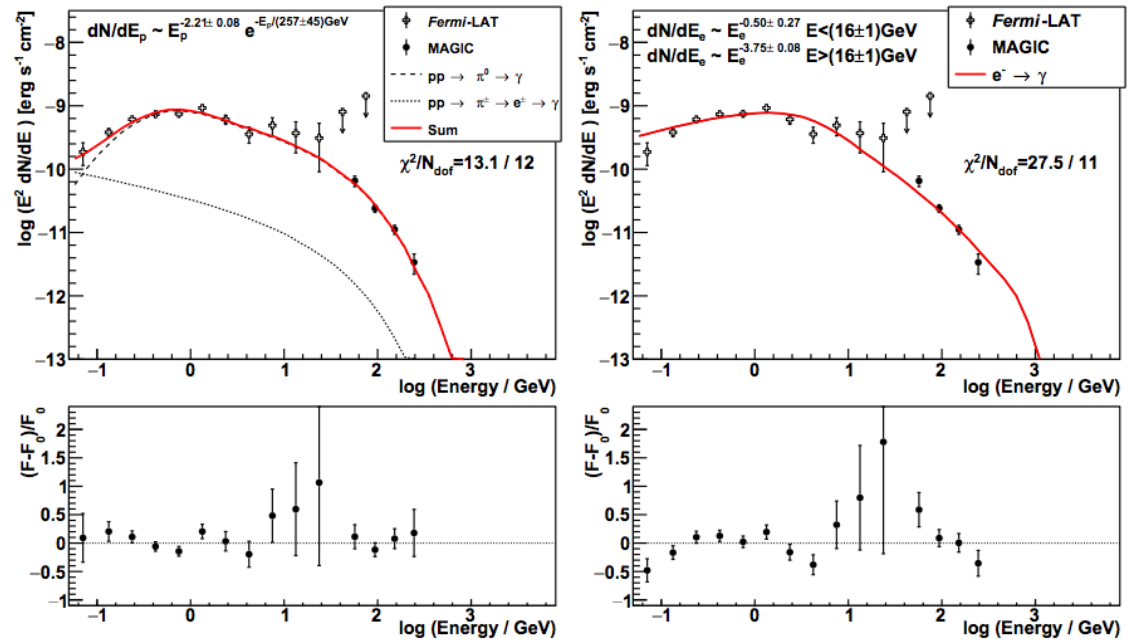 dN/dE_p ~ E_p^{-2.21± 0.08} e^{-E_p/(257±45)GeV}
Fermi-LAT
MAGIC
pp → π^0 → γ
pp → π^± → e^± → γ
Sum
χ^2/N_dof=13.1 / 12
log (E^2 dN/dE ) [erg s^{-1} cm^{-2}]
−8
−9
−10
−11
−12
−13
−1 0 1 2 3
log (Energy / GeV)
dN/dE_e ~ E_e^{-0.50± 0.27} E<(16±1)GeV
dN/dE_e ~ E_e^{-3.75± 0.08} E>(16±1)GeV
Fermi-LAT
MAGIC
e^- → γ
χ^2/N_dof=27.5 / 11
log (E^2 dN/dE ) [erg s^{-1} cm^{-2}]
−8
−9
−10
−11
−12
−13
−1 0 1 2 3
log (Energy / GeV)
(F-F_0)/F_0
2
1.5
1
0.5
0
−0.5
−1
−1 0 1 2 3
log (Energy / GeV)
(F-F_0)/F_0
2
1.5
1
0.5
0
−0.5
−1
−1 0 1 2 3
log (Energy / GeV)